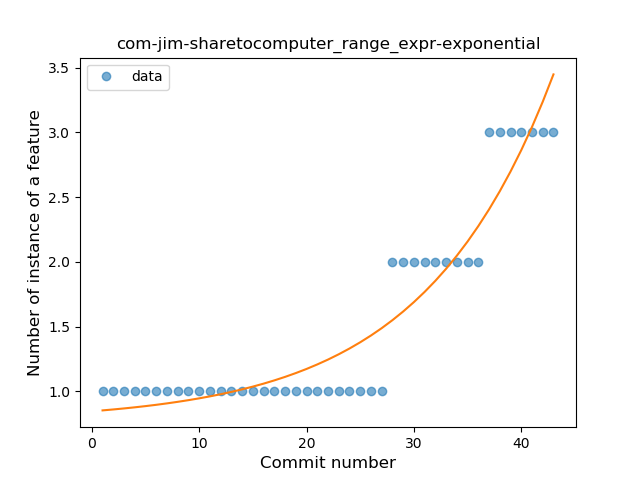 com-jim-sharetocomputer_range_expr-exponential
data
Number of instance of a feature
3.5
3.0
2.5
2.0
1.5
1.0
0
10
20
30
40
Commit number